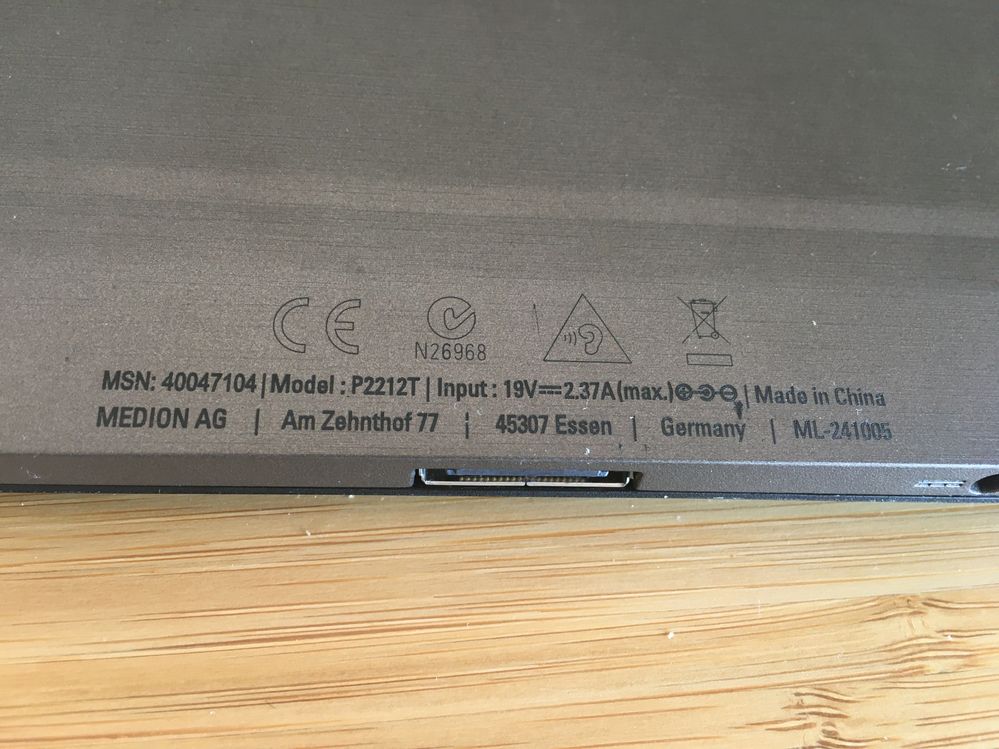 CE
N26968
MSN: 40047104 | Model : P2212T | Input : 19V⎓2.37A(max.) | Made in China
MEDION AG | Am Zehnthof 77 | 45307 Essen | Germany | ML-241005